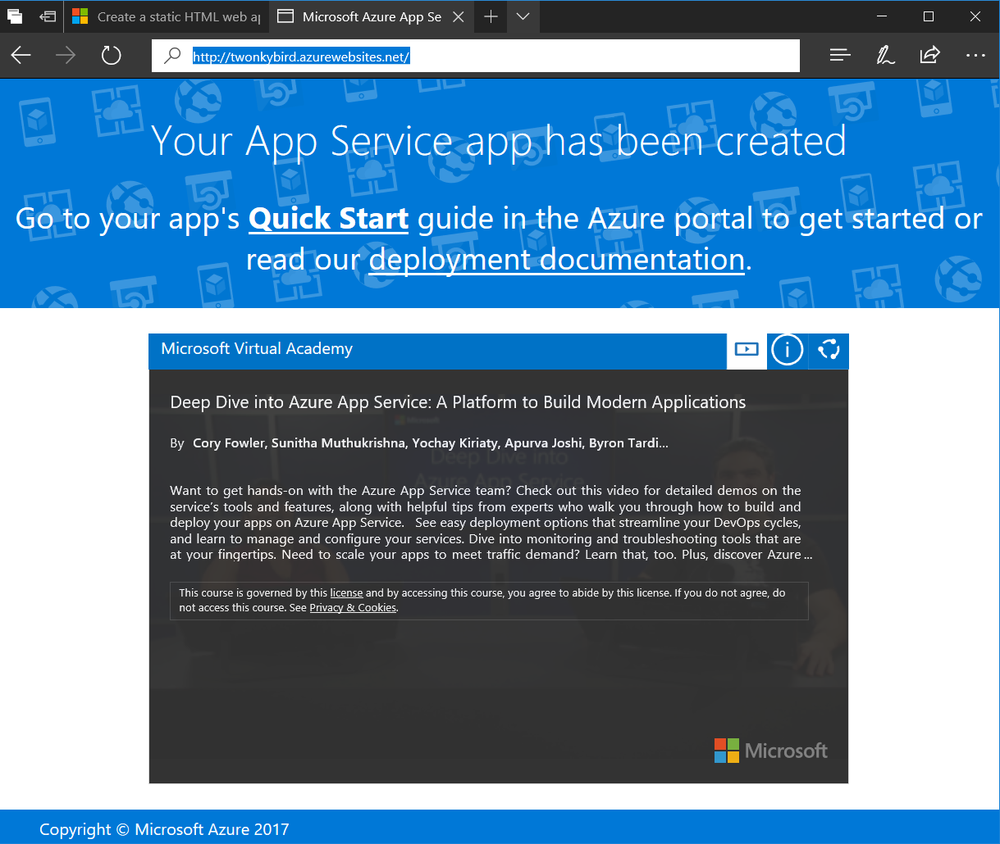 Create a static HTML web ap
Microsoft Azure App Se
http://twonkybird.azurewebsites.net/
Your App Service app has been created
Go to your app's Quick Start guide in the Azure portal to get started or
read our deployment documentation.
Microsoft Virtual Academy
Deep Dive into Azure App Service: A Platform to Build Modern Applications
Microsoft
By Cory Fowler, Sunitha Muthukrishna, Yochay Kiriaty, Apurva Joshi, Byron Tardi...
Deep Dive into
Azure App Service
Want to get hands-on with the Azure App Service team? Check out this video for detailed demos on the
service's tools and features, along with helpful tips from experts who walk you through how to build and
deploy your apps on Azure App Service. See easy deployment options that streamline your DevOps cycles,
and learn to manage and configure your services. Dive into monitoring and troubleshooting tools that are
at your fingertips. Need to scale your apps to meet traffic demand? Learn that, too. Plus, discover Azure ...
This course is governed by this license and by accessing this course, you agree to abide by this license. If you do not agree, do
not access this course. See Privacy & Cookies.
Microsoft
Copyright © Microsoft Azure 2017